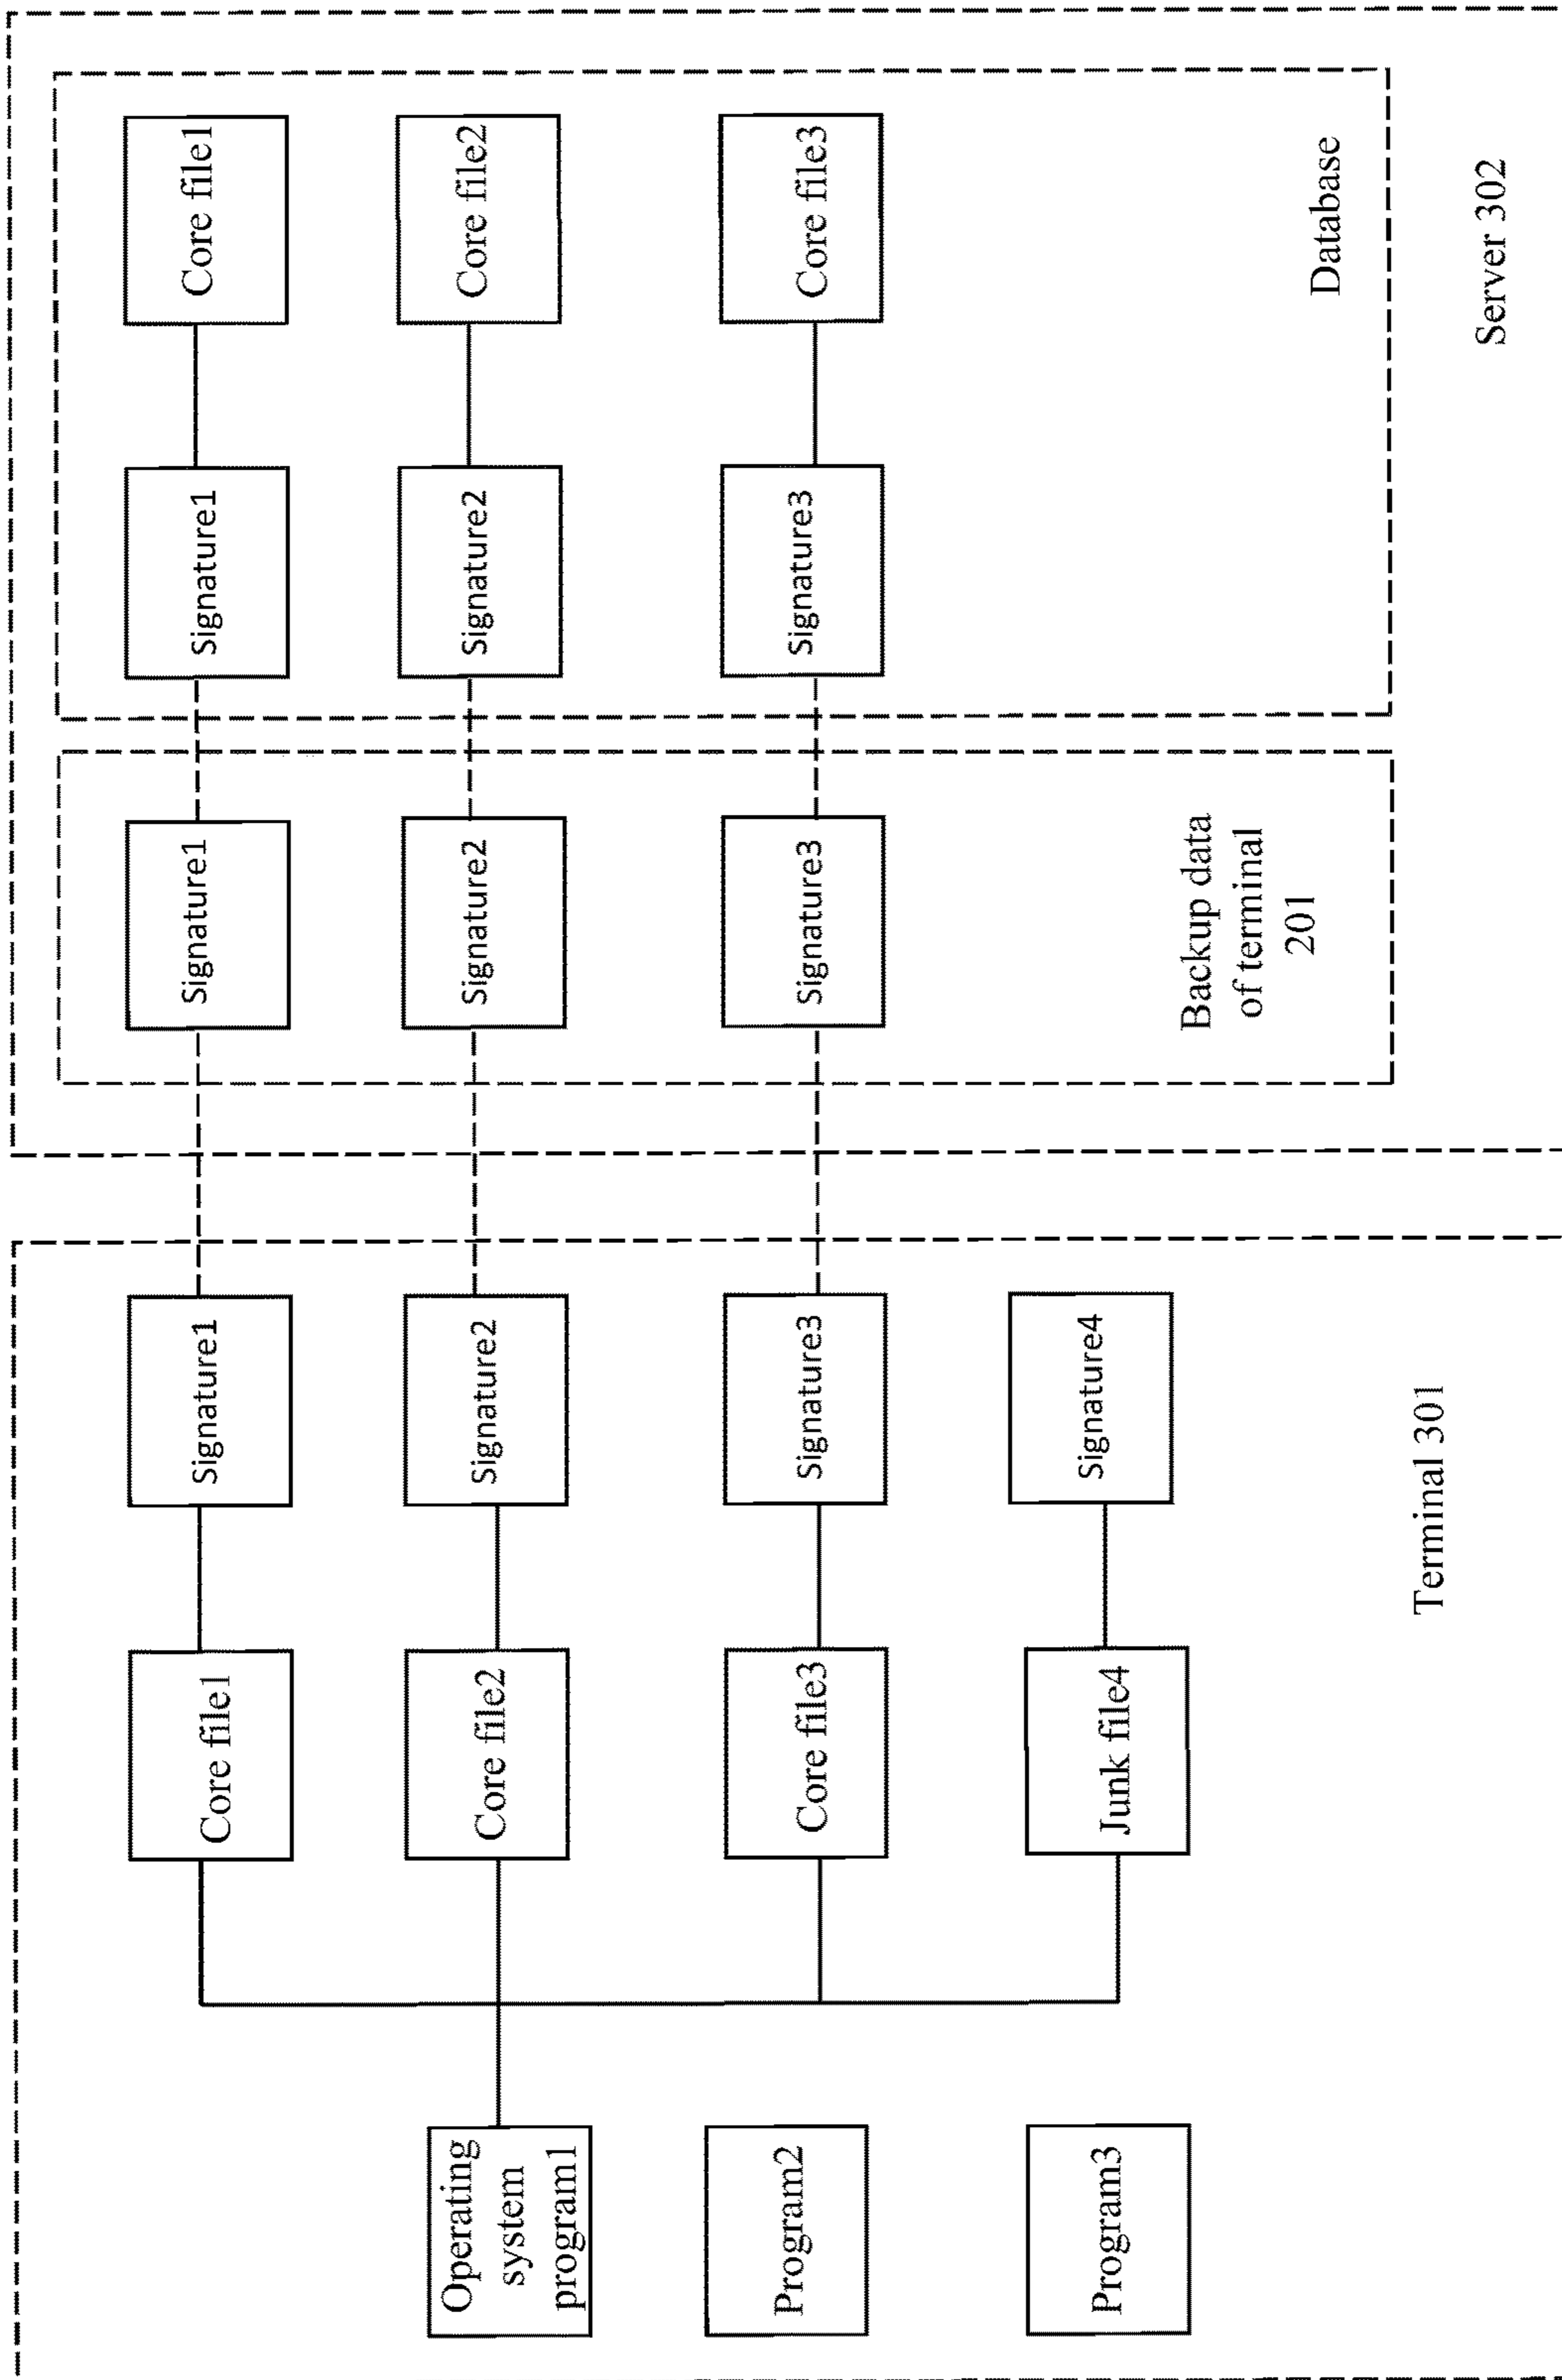 Operating
system
program1
Program2
Program3
Core file1
Core file2
Core file3
Junk file4
Signature1
Signature2
Signature3
Signature4
Terminal 301
Signature1
Signature2
Signature3
Backup data
of terminal
201
Signature1
Signature2
Signature3
Core file1
Core file2
Core file3
Database
Server 302